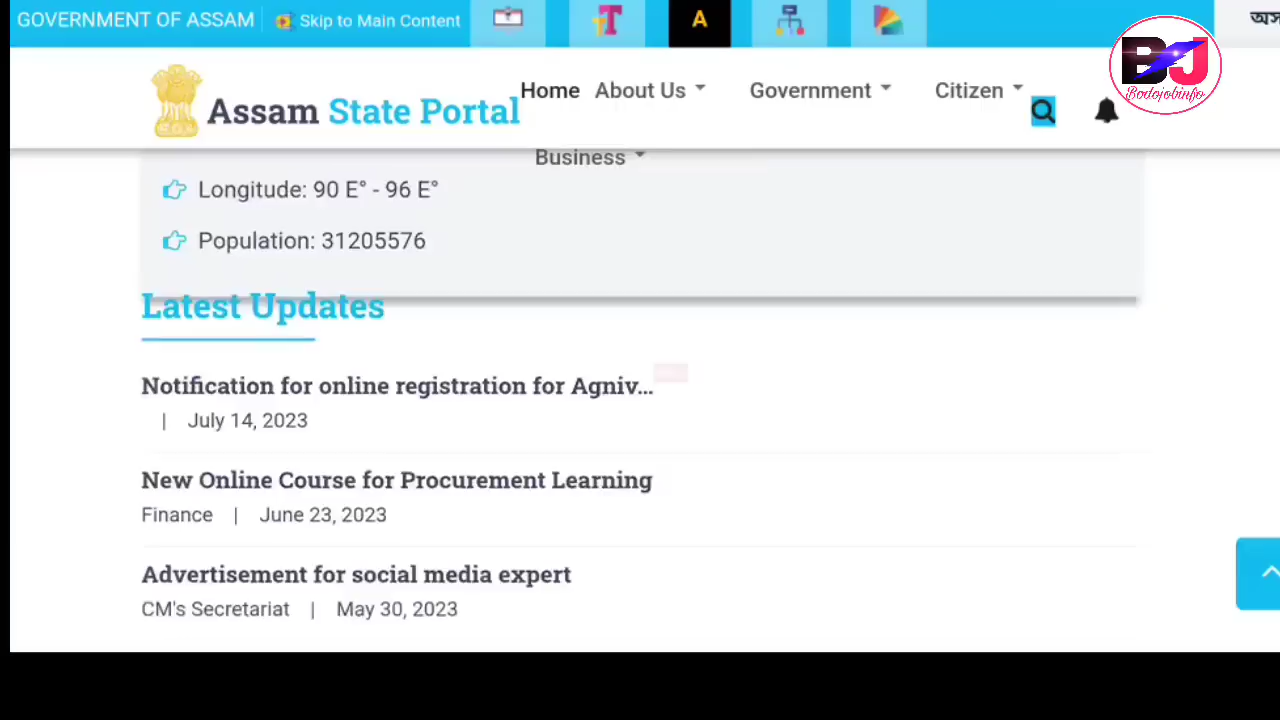 GOVERNMENT OF ASSAM
Skip to Main Content
A
Assam State Portal
Home
About Us
Government
Citizen
Business
BJ
Bodojobinfo
Longitude: 90 E° - 96 E°
Population: 31205576
Latest Updates
Notification for online registration for Agniv...
| July 14, 2023
New Online Course for Procurement Learning
Finance | June 23, 2023
Advertisement for social media expert
CM's Secretariat | May 30, 2023